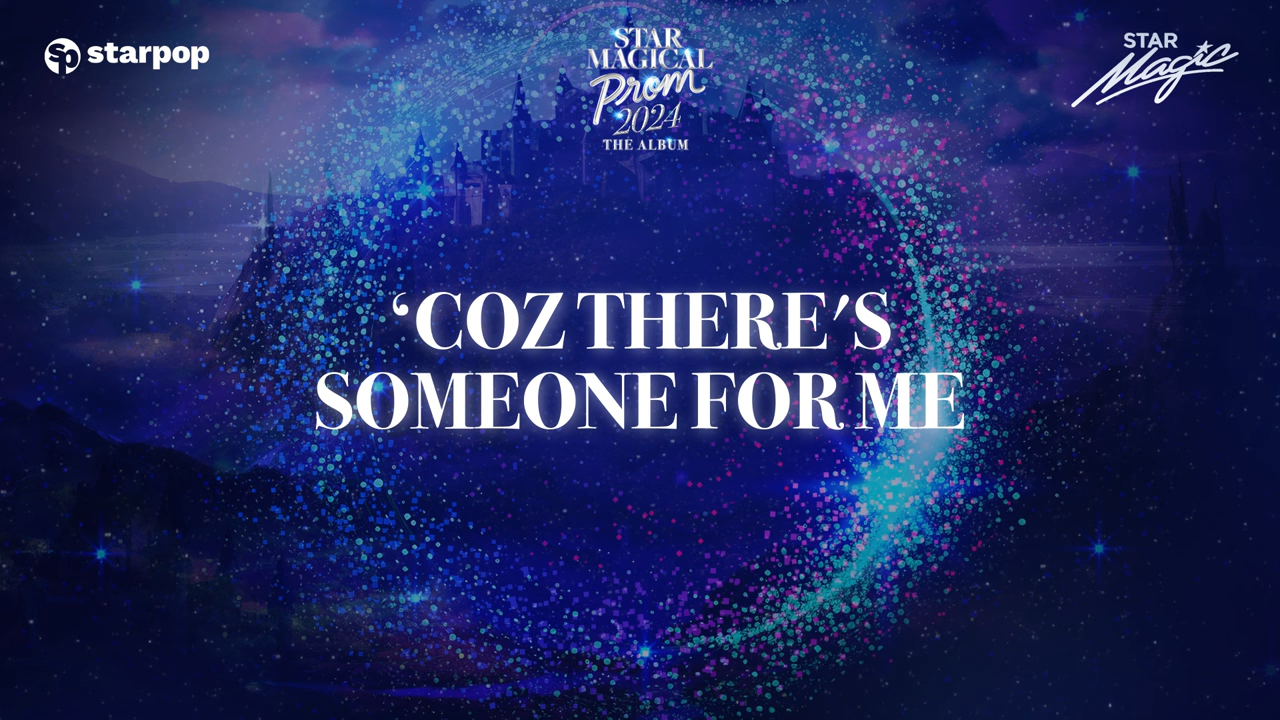 starpop
STAR
MAGICAL
Prom
2024
THE ALBUM
STAR
Magic
‘COZ THERE'S
SOMEONE FOR ME